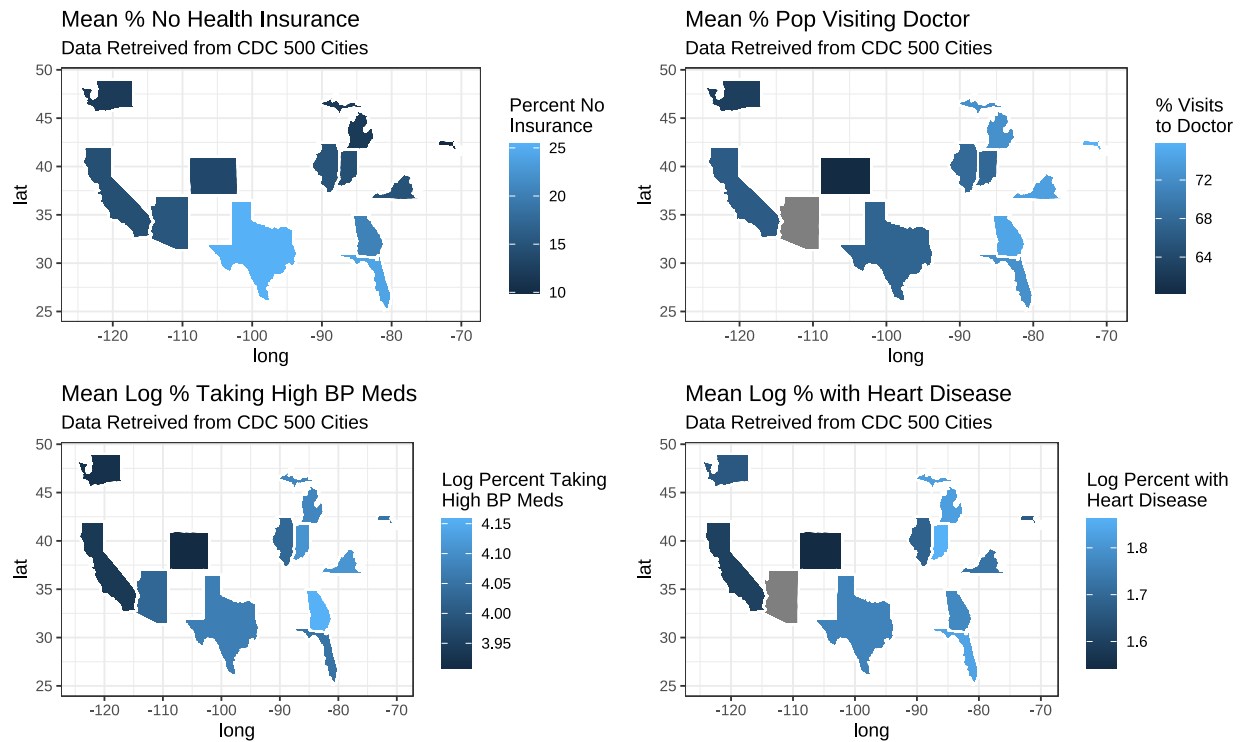 Mean % No Health Insurance
Data Retreived from CDC 500 Cities
50
45
40
35
30
25
lat
-120
-110
-100
-90
-80
-70
long
Percent No
Insurance
25
20
15
10
Mean % Pop Visiting Doctor
Data Retreived from CDC 500 Cities
50
45
40
35
30
25
lat
-120
-110
-100
-90
-80
-70
long
% Visits
to Doctor
72
68
64
Mean Log % Taking High BP Meds
Data Retreived from CDC 500 Cities
50
45
40
35
30
25
lat
-120
-110
-100
-90
-80
-70
long
Log Percent Taking
High BP Meds
4.15
4.10
4.05
4.00
3.95
Mean Log % with Heart Disease
Data Retreived from CDC 500 Cities
50
45
40
35
30
25
lat
-120
-110
-100
-90
-80
-70
long
Log Percent with
Heart Disease
1.8
1.7
1.6